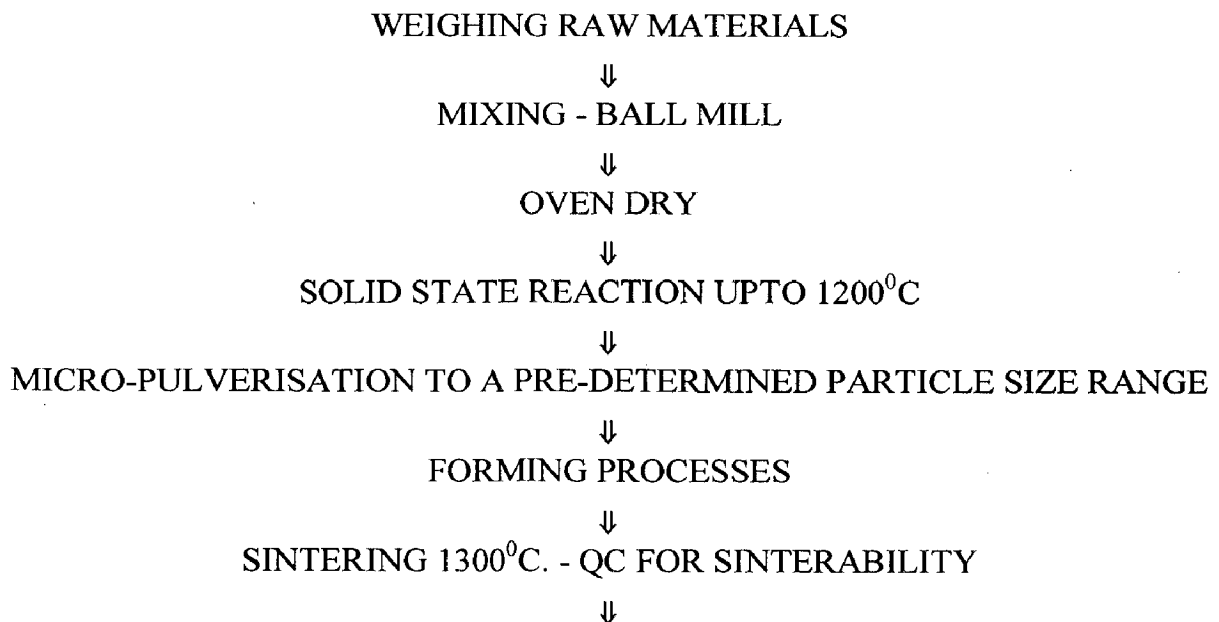 WEIGHING RAW MATERIALS
⇓
MIXING - BALL MILL
⇓
OVEN DRY
⇓
SOLID STATE REACTION UPTO 1200⁰C
⇓
MICRO-PULVERISATION TO A PRE-DETERMINED PARTICLE SIZE RANGE
⇓
FORMING PROCESSES
⇓
SINTERING 1300⁰C. - QC FOR SINTERABILITY
⇓